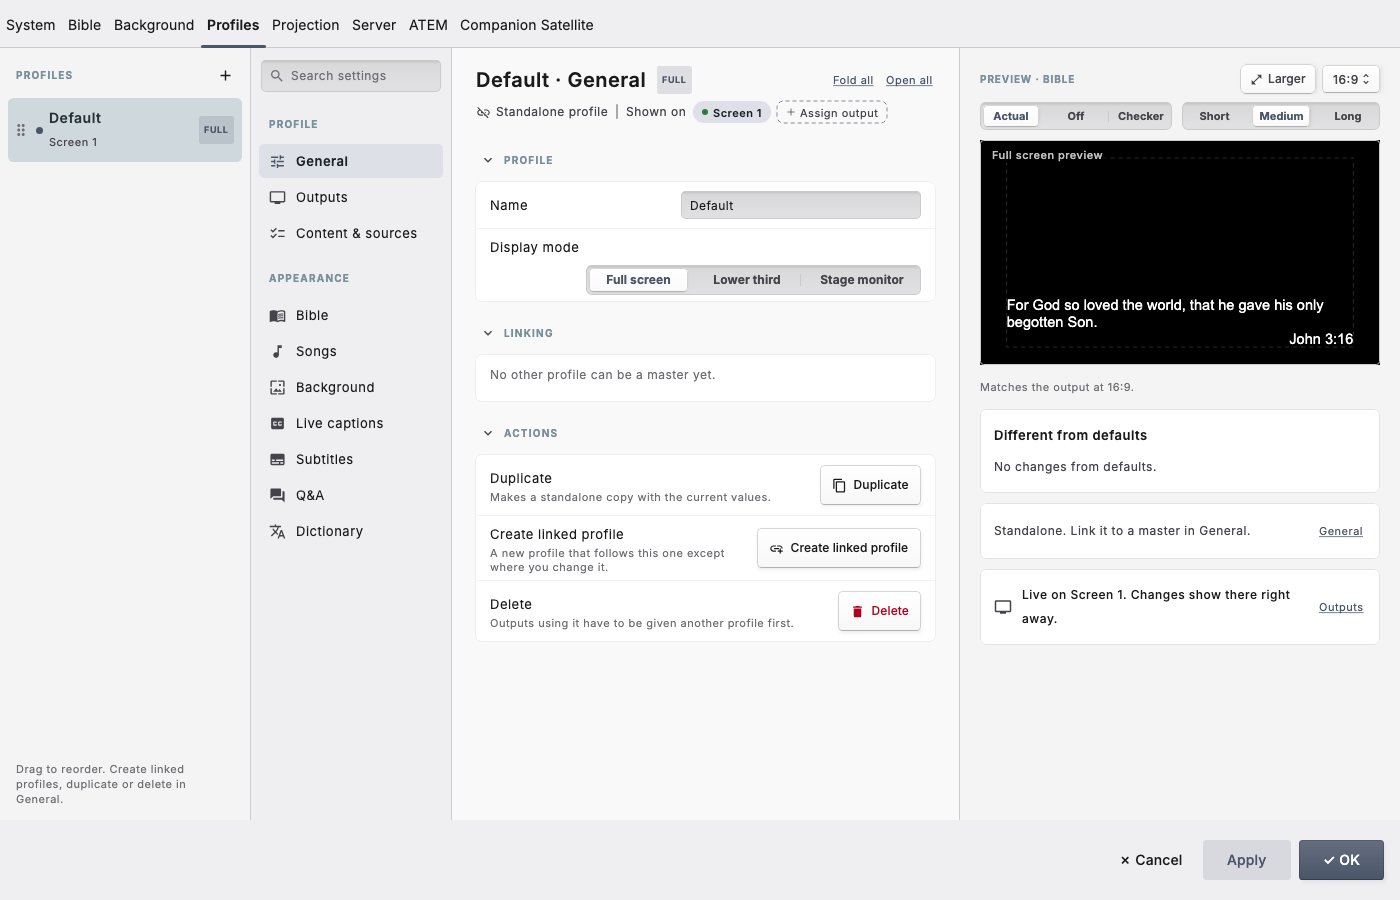 System Bible Background Profiles Projection Server ATEM Companion Satellite
PROFILES
Default
Screen 1
FULL
Drag to reorder. Create linked
profiles, duplicate or delete in
General.
Search settings
PROFILE
General
Outputs
Content & sources
APPEARANCE
Bible
Songs
Background
Live captions
Subtitles
Q&A
Dictionary
Default · General FULL
Fold all Open all
Standalone profile | Shown on Screen 1 + Assign output
PROFILE
Name Default
Display mode
Full screen Lower third Stage monitor
LINKING
No other profile can be a master yet.
ACTIONS
Duplicate
Makes a standalone copy with the current values.
Duplicate
Create linked profile
A new profile that follows this one except
where you change it.
Create linked profile
Delete
Outputs using it have to be given another profile first.
Delete
PREVIEW · BIBLE
Larger 16:9
Actual Off Checker Short Medium Long
Full screen preview
For God so loved the world, that he gave his only
begotten Son.
John 3:16
Matches the output at 16:9.
Different from defaults
No changes from defaults.
Standalone. Link it to a master in General. General
Live on Screen 1. Changes show there right
away.
Outputs
× Cancel Apply ✓ OK